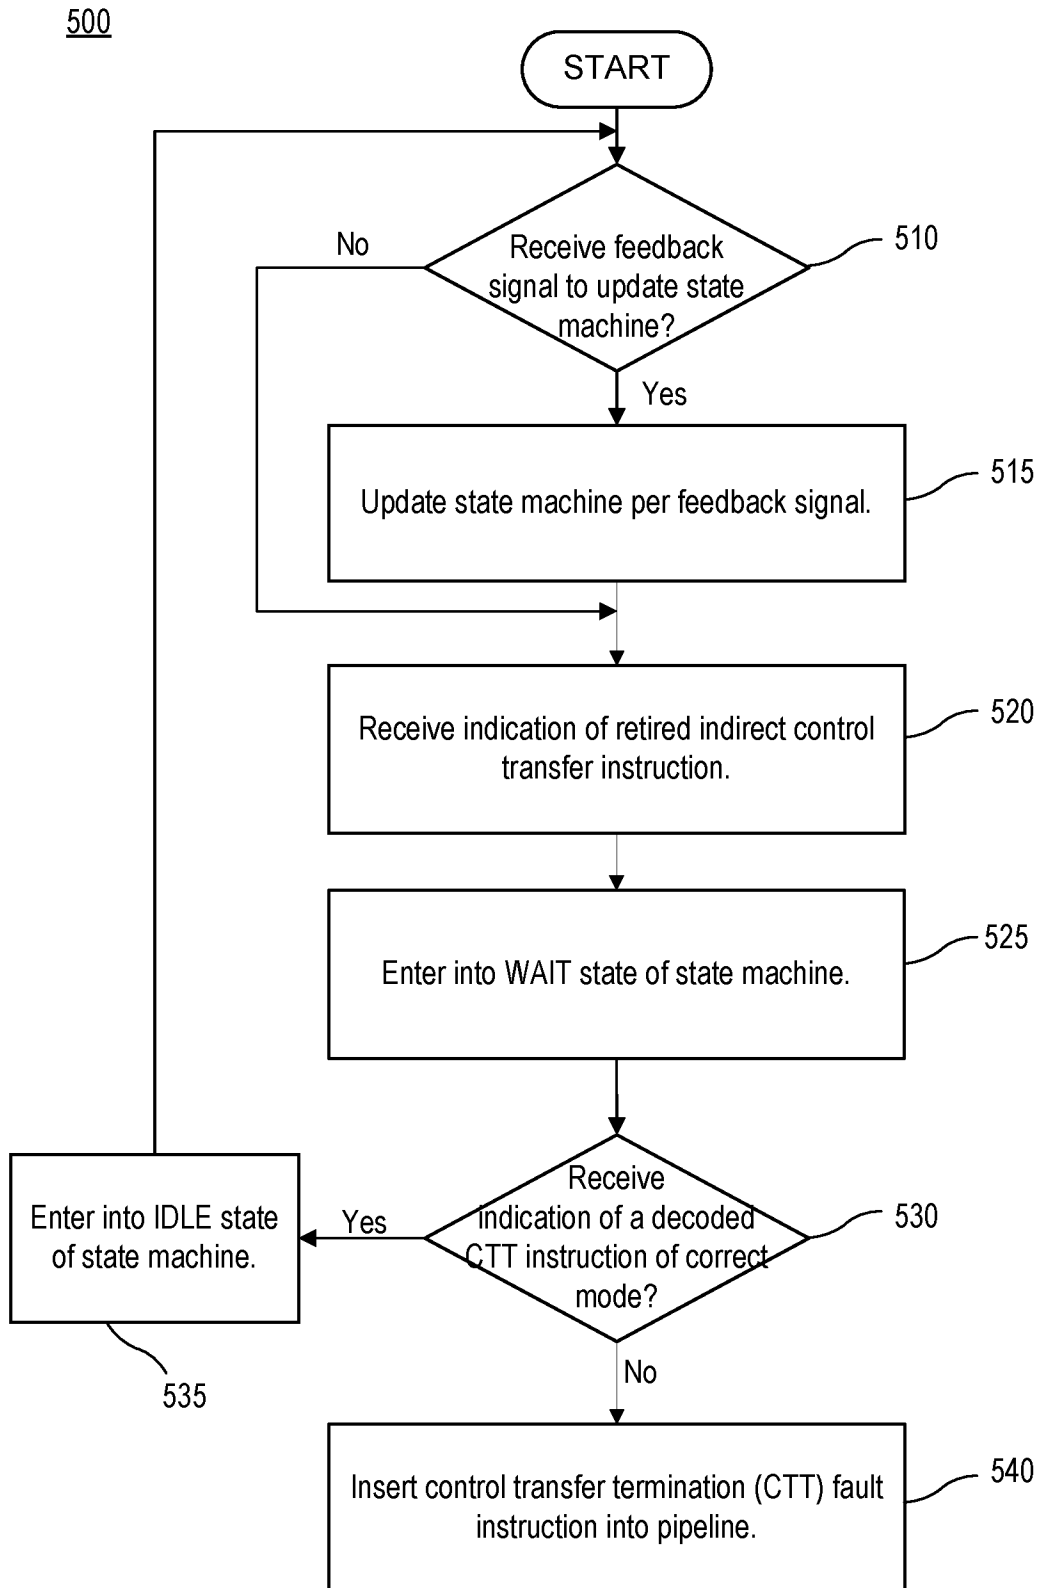 500
START
No
510
Receive feedback
signal to update state
machine?
Yes
515
Update state machine per feedback signal.
520
Receive indication of retired indirect control
transfer instruction.
525
Enter into WAIT state of state machine.
Receive
indication of a decoded
CTT instruction of correct
mode?
530
Yes
Enter into IDLE state
of state machine.
535
No
540
Insert control transfer termination (CTT) fault
instruction into pipeline.